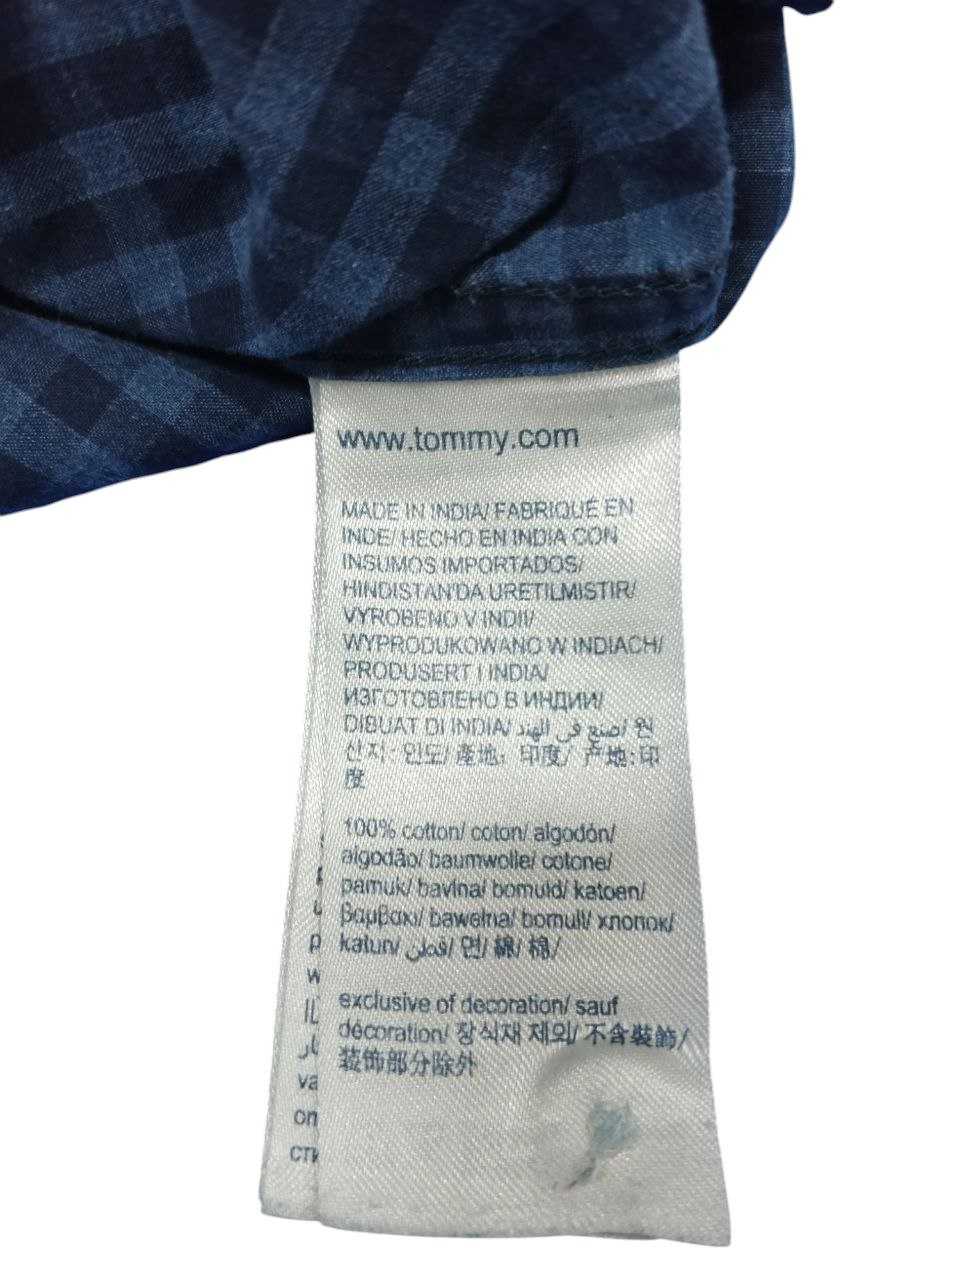 www.tommy.com
MADE IN INDIA/ FABRIQUÉ EN
INDE/ HECHO EN INDIA CON
INSUMOS IMPORTADOS/
HINDISTAN'DA URETILMISTIR/
VYROBENO V INDII/
WYPRODUKOWANO W INDIACH/
PRODUSERT I INDIA/
ИЗГОТОВЛЕНО В ИНДИИ/
DIBUAT DI INDIA/ صنع في الهند/ 원
산지: 인도/ 產地: 印度/ 产地:印
度
100% cotton/ coton/ algodón/
algodão/ baumwolle/ cotone/
pamuk/ bavlna/ bomuld/ katoen/
βαμβακι/ bawełna/ bomull/ хлопок/
katun/ قطن/ 면/ 綿/ 棉/
exclusive of decoration/ sauf
décoration/ 장식재 제외/ 不含裝飾/
装饰部分除外